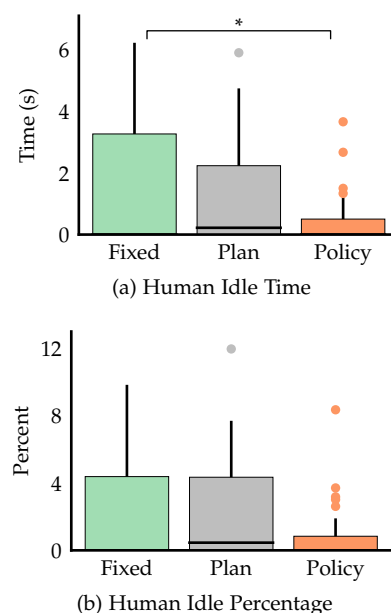 *
6
4
2
0
Time (s)
Fixed Plan Policy
(a) Human Idle Time
12
8
4
0
Percent
Fixed Plan Policy
(b) Human Idle Percentage